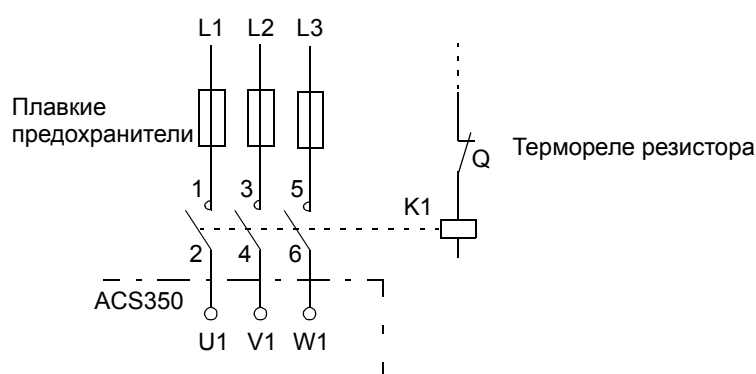 L1 L2 L3
Плавкие
предохранители
Q
Термореле резистора
1 3 5
K1
2 4 6
ACS350
U1 V1 W1